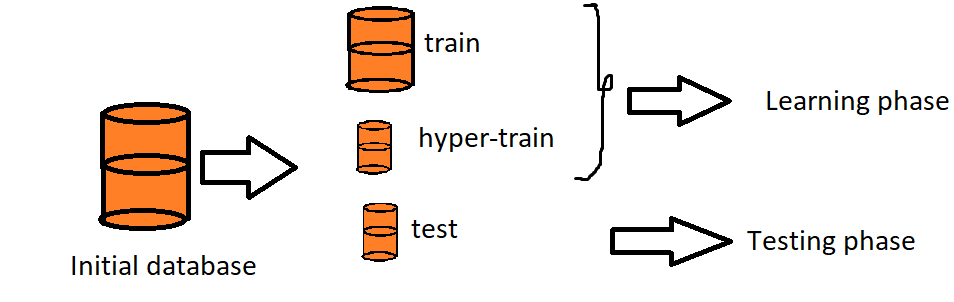 train
Learning phase
hyper-train
test
Testing phase
Initial database